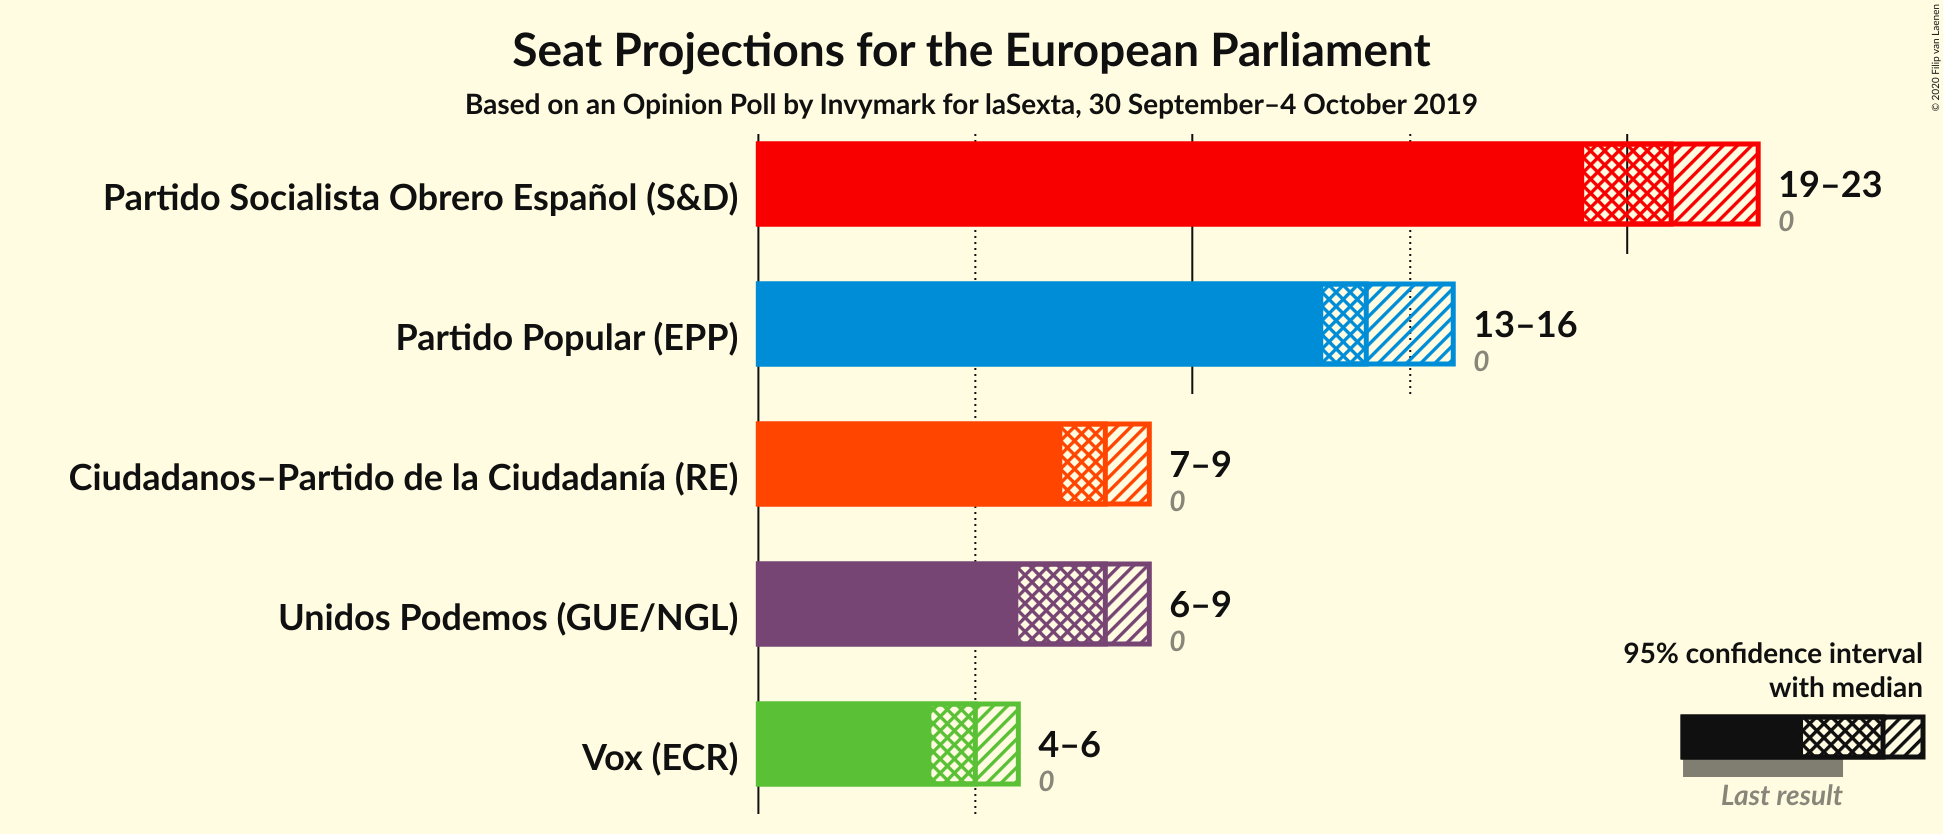 Seat Projections for the European Parliament
Based on an Opinion Poll by Invymark for laSexta, 30 September–4 October 2019
© 2020 Filip van Laenen
Partido Socialista Obrero Español (S&D)
19–23
0
Partido Popular (EPP)
13–16
0
Ciudadanos–Partido de la Ciudadanía (RE)
7–9
0
Unidos Podemos (GUE/NGL)
6–9
0
Vox (ECR)
4–6
0
95% confidence interval
with median
Last result